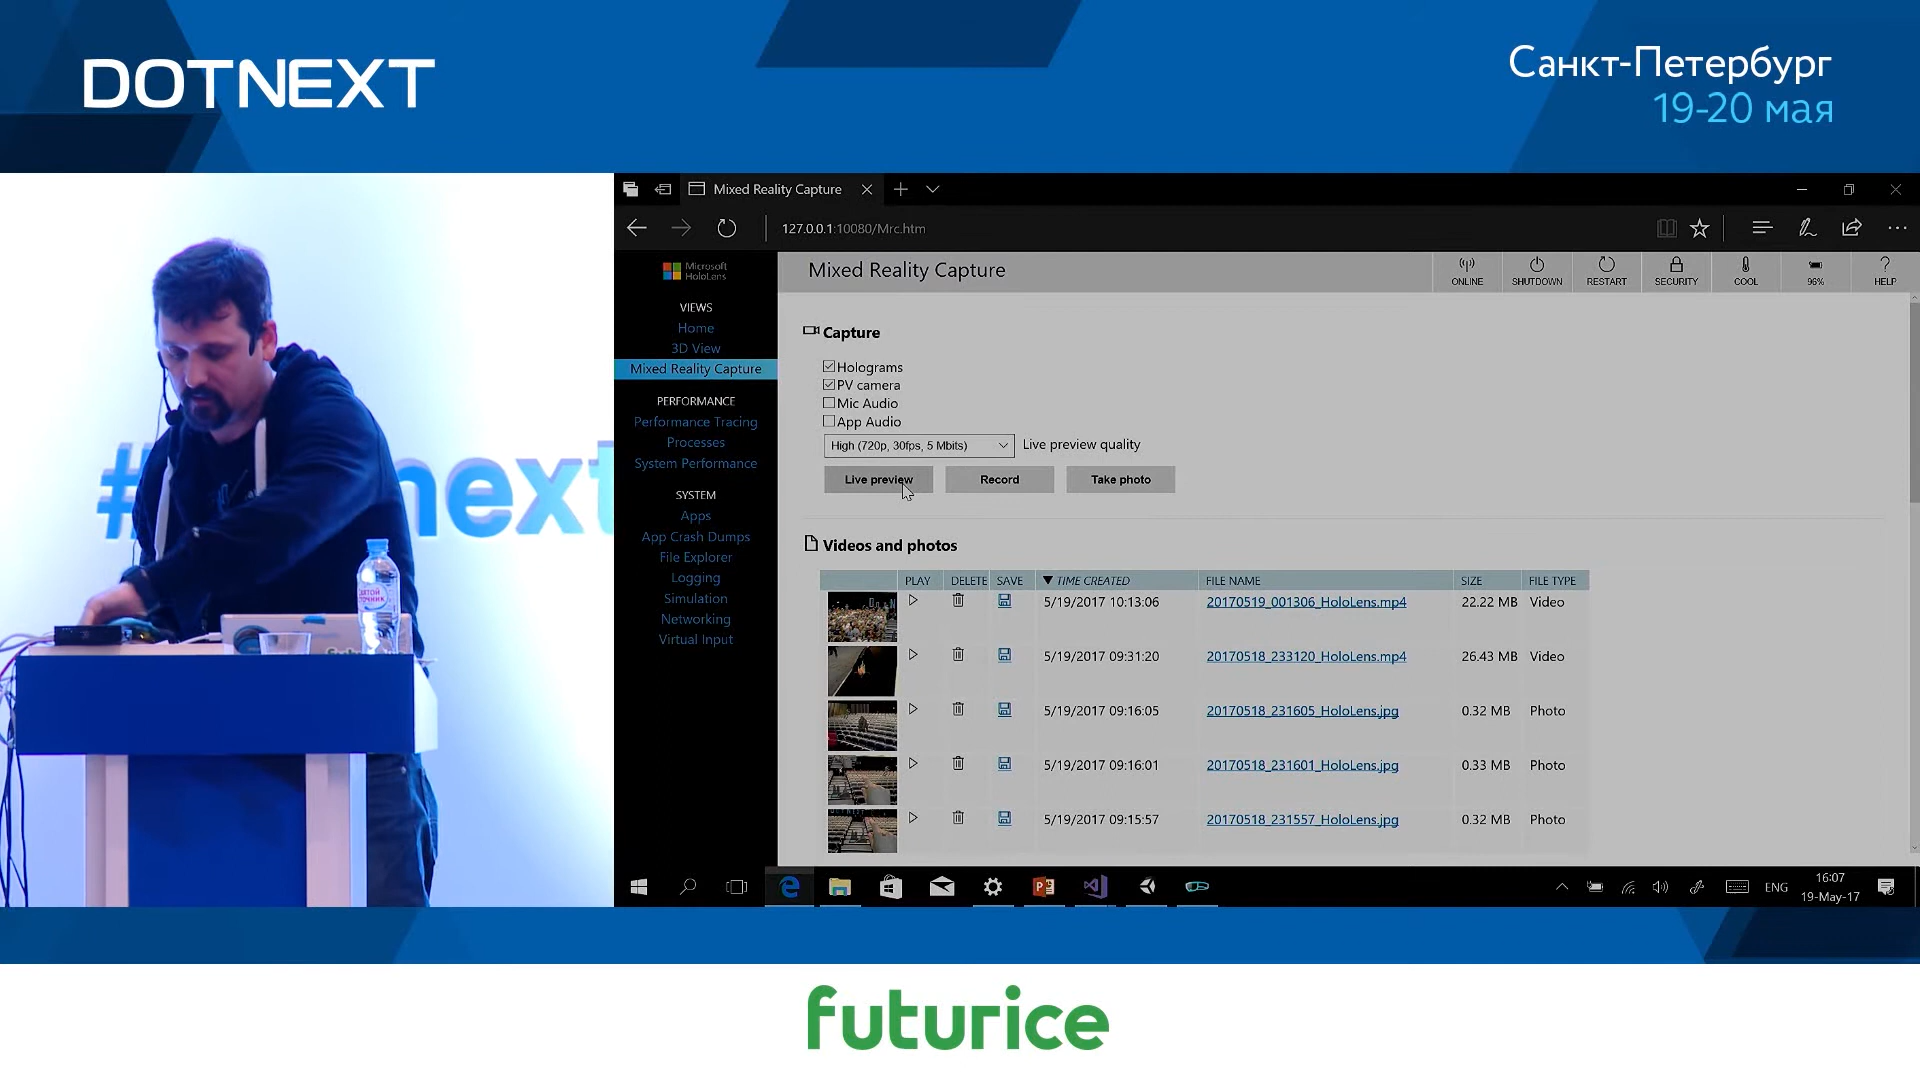 DOTNEXT
Санкт-Петербург
19-20 мая
Mixed Reality Capture
127.0.0.1:10080/Mrc.htm
Microsoft
HoloLens
VIEWS
Home
3D View
Mixed Reality Capture
PERFORMANCE
Performance Tracing
Processes
System Performance
SYSTEM
Apps
App Crash Dumps
File Explorer
Logging
Simulation
Networking
Virtual Input
Mixed Reality Capture
ONLINE
SHUTDOWN
RESTART
SECURITY
COOL
96%
HELP
Capture
Holograms
PV camera
Mic Audio
App Audio
High (720p, 30fps, 5 Mbits) Live preview quality
Live preview Record Take photo
Videos and photos
PLAY DELETE SAVE TIME CREATED FILE NAME SIZE FILE TYPE
5/19/2017 10:13:06 20170519_001306_HoloLens.mp4 22.22 MB Video
5/19/2017 09:31:20 20170518_233120_HoloLens.mp4 26.43 MB Video
5/19/2017 09:16:05 20170518_231605_HoloLens.jpg 0.32 MB Photo
5/19/2017 09:16:01 20170518_231601_HoloLens.jpg 0.33 MB Photo
5/19/2017 09:15:57 20170518_231557_HoloLens.jpg 0.32 MB Photo
ENG
16:07
19-May-17
futurice